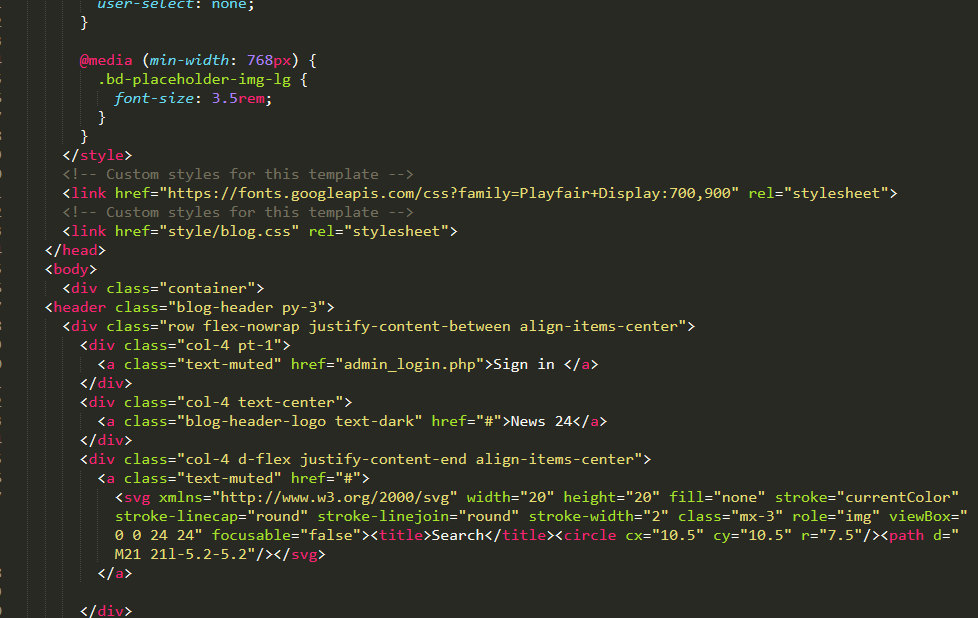 user-select: none;
}
@media (min-width: 768px) {
.bd-placeholder-img-lg {
font-size: 3.5rem;
}
}
</style>
<!-- Custom styles for this template -->
<link href="https://fonts.googleapis.com/css?family=Playfair+Display:700,900" rel="stylesheet">
<!-- Custom styles for this template -->
<link href="style/blog.css" rel="stylesheet">
</head>
<body>
<div class="container">
<header class="blog-header py-3">
<div class="row flex-nowrap justify-content-between align-items-center">
<div class="col-4 pt-1">
<a class="text-muted" href="admin_login.php">Sign in </a>
</div>
<div class="col-4 text-center">
<a class="blog-header-logo text-dark" href="#">News 24</a>
</div>
<div class="col-4 d-flex justify-content-end align-items-center">
<a class="text-muted" href="#">
<svg xmlns="http://www.w3.org/2000/svg" width="20" height="20" fill="none" stroke="currentColor"
stroke-linecap="round" stroke-linejoin="round" stroke-width="2" class="mx-3" role="img" viewBox="
0 0 24 24" focusable="false"><title>Search</title><circle cx="10.5" cy="10.5" r="7.5"/><path d="
M21 21l-5.2-5.2"/></svg>
</a>
</div>